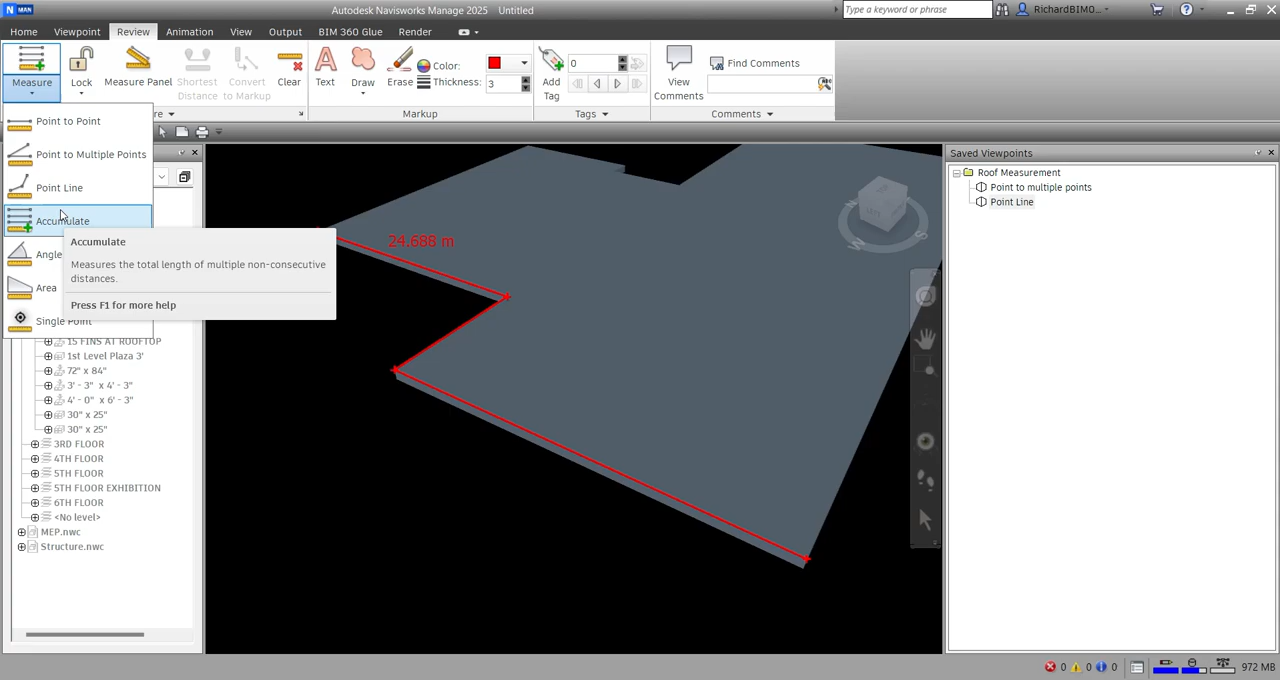 N MAN
Autodesk Navisworks Manage 2025 Untitled
Type a keyword or phrase
RichardBIMO...
Home Viewpoint Review Animation View Output BIM 360 Glue Render
Measure
Lock
Measure Panel
Shortest
Distance
Convert
to Markup
Clear
Text
Draw
Erase
Color:
Thickness: 3
Add
Tag
0
View
Comments
Find Comments
re
Markup
Tags
Comments
Point to Point
Point to Multiple Points
Point Line
Accumulate
Angle
Area
Single Point
Accumulate
Measures the total length of multiple non-consecutive
distances.
Press F1 for more help
15 FINS AT ROOFTOP
1st Level Plaza 3'
72" x 84"
3' - 3" x 4' - 3"
4' - 0" x 6' - 3"
30" x 25"
30" x 25"
3RD FLOOR
4TH FLOOR
5TH FLOOR
5TH FLOOR EXHIBITION
6TH FLOOR
<No level>
MEP.nwc
Structure.nwc
24.688 m
N
S
W
Saved Viewpoints
Roof Measurement
Point to multiple points
Point Line
0 0 0
972 MB